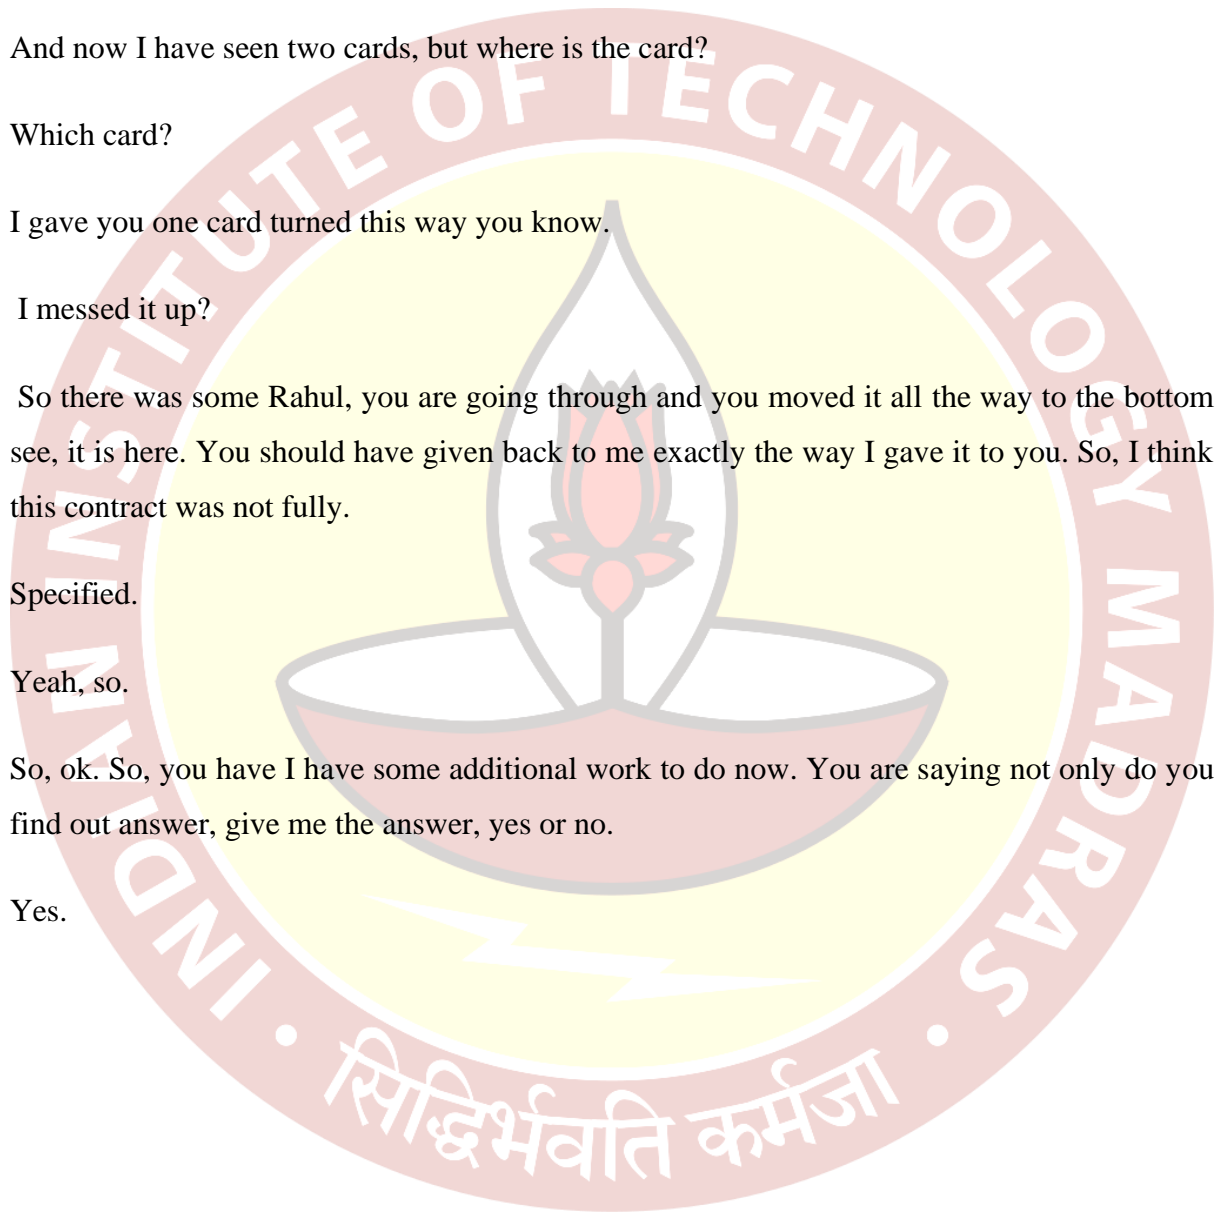 And now I have seen two cards, but where is the card?
Which card?
I gave you one card turned this way you know.
I messed it up?
So there was some Rahul, you are going through and you moved it all the way to the bottom
see, it is here. You should have given back to me exactly the way I gave it to you. So, I think
this contract was not fully.
Specified.
Yeah, so.
So, ok. So, you have I have some additional work to do now. You are saying not only do you
find out answer, give me the answer, yes or no.
Yes.
INDIAN INSTITUTE OF TECHNOLOGY MADRAS
सिद्धिर्भवति कर्मजा